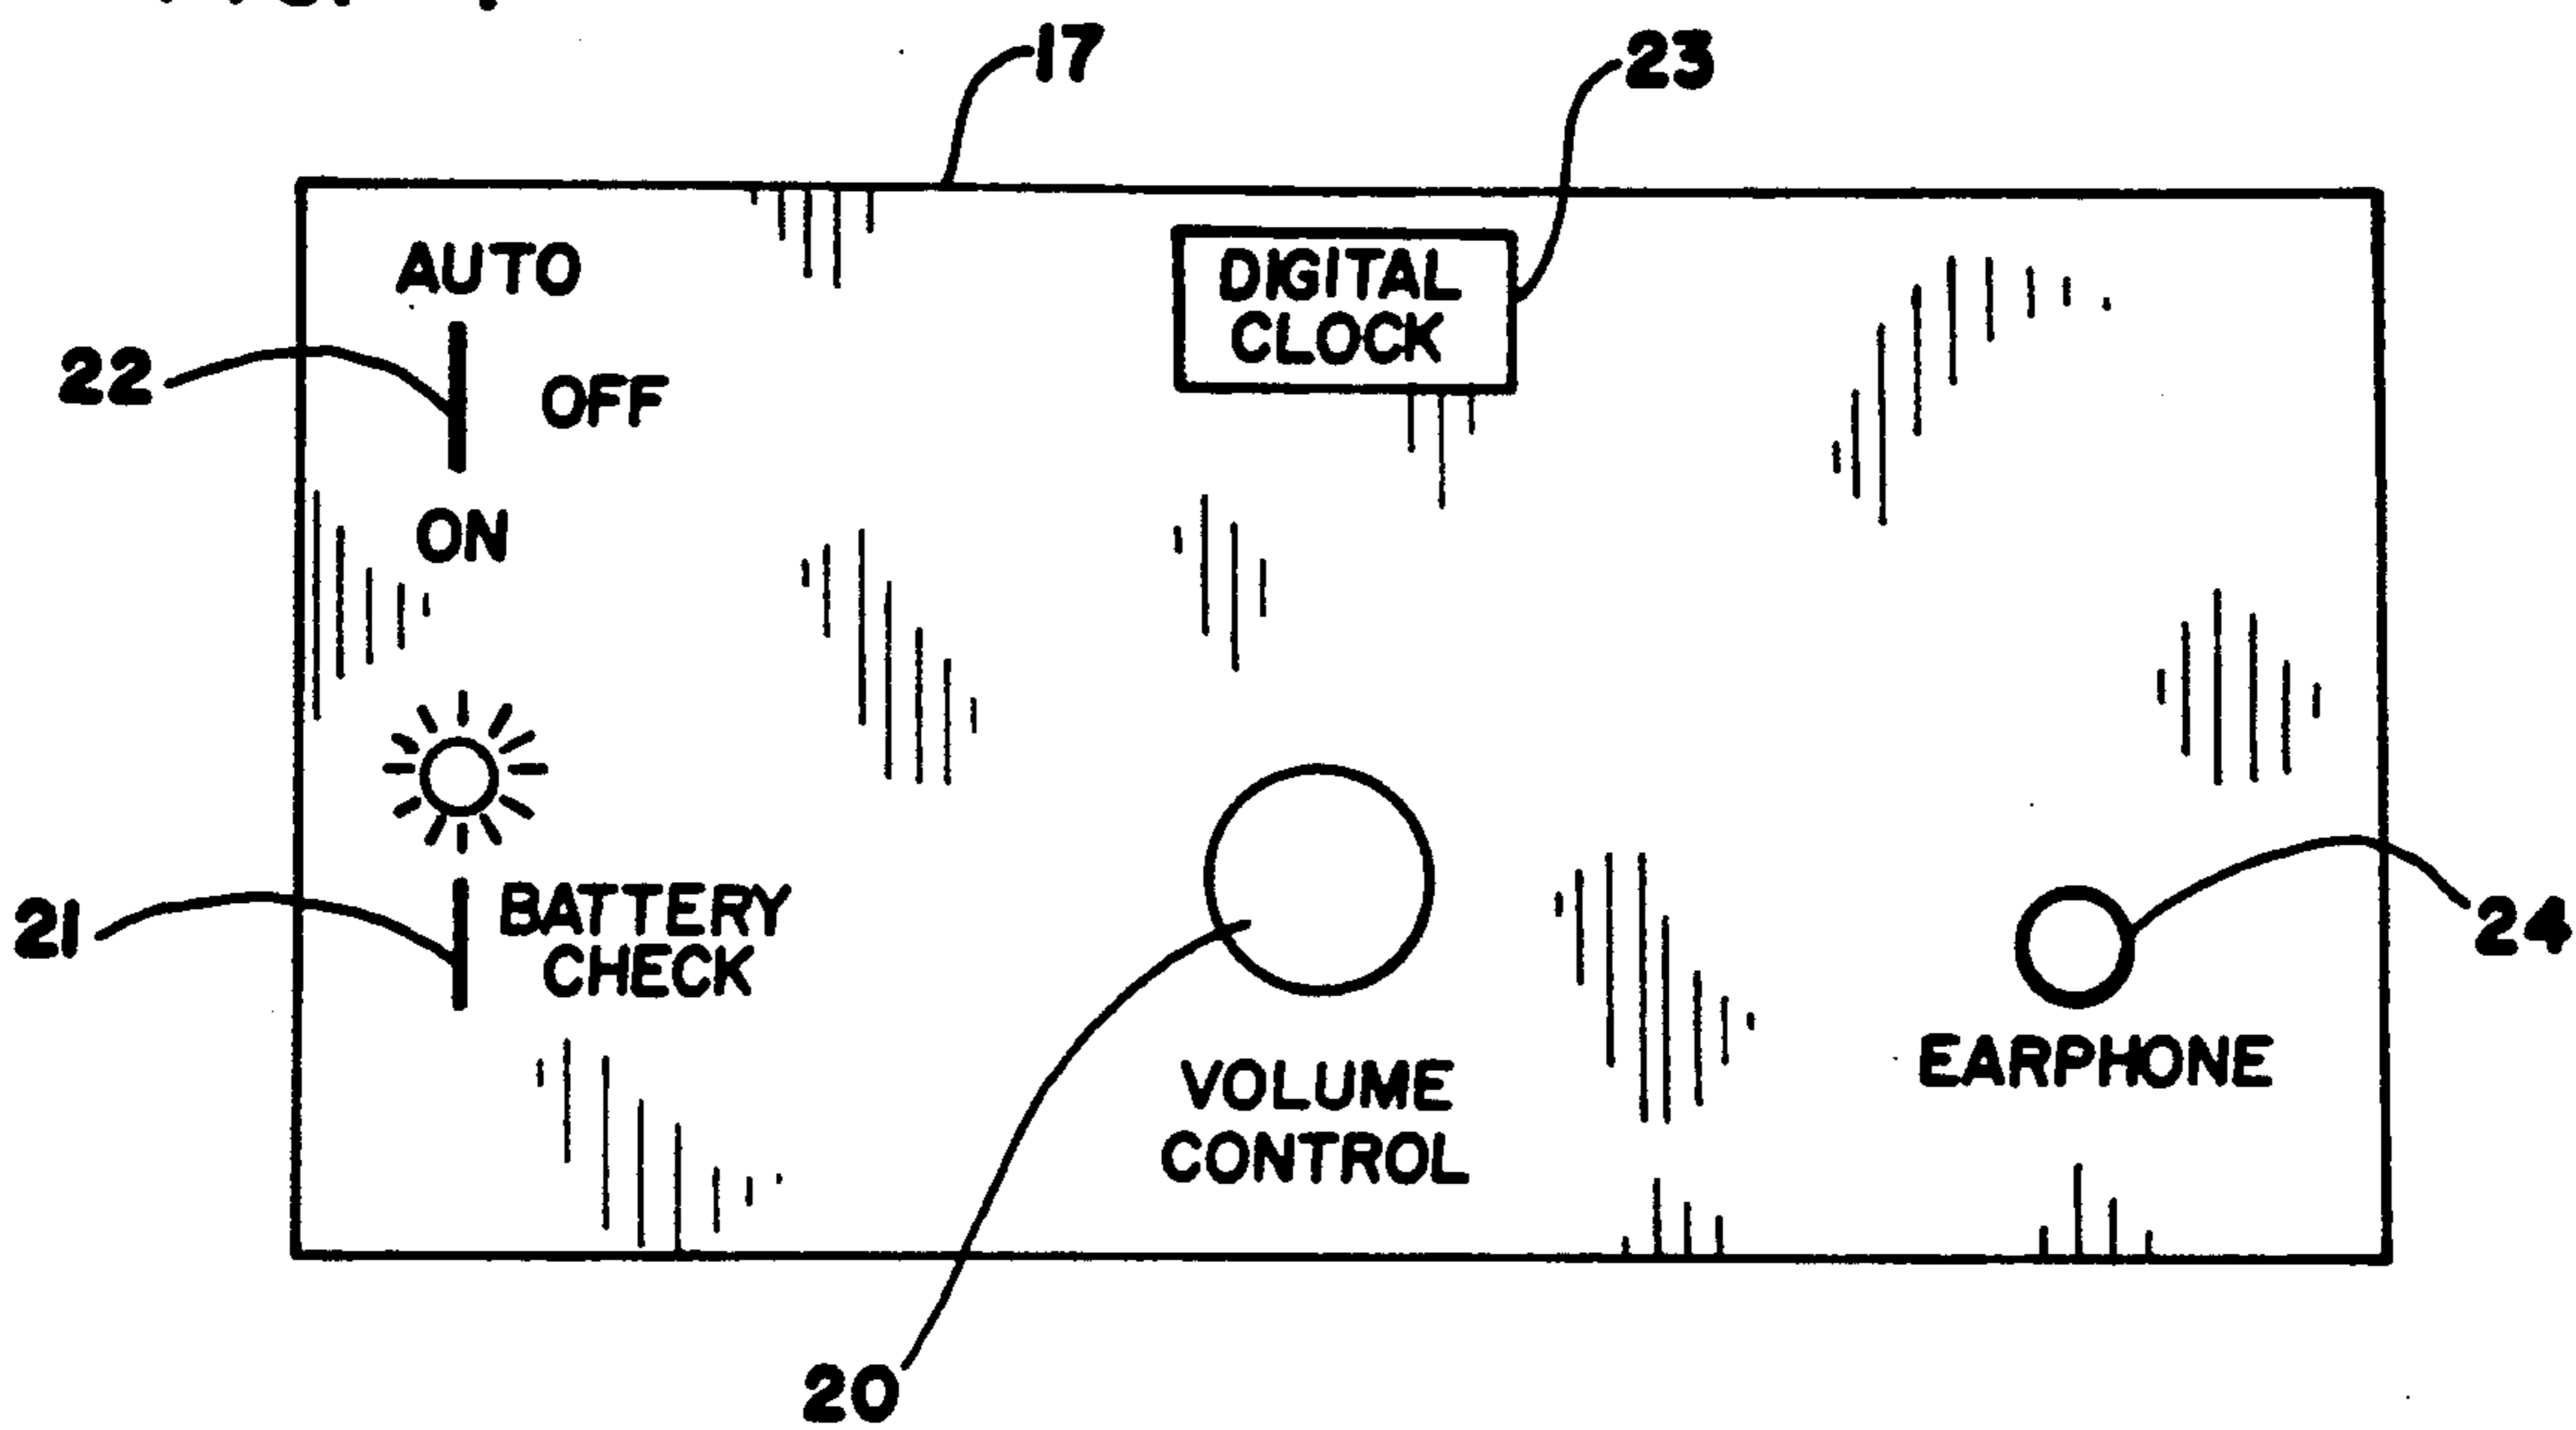 17
23
AUTO
DIGITAL
CLOCK
22
OFF
ON
21
BATTERY
CHECK
24
EARPHONE
VOLUME
CONTROL
20